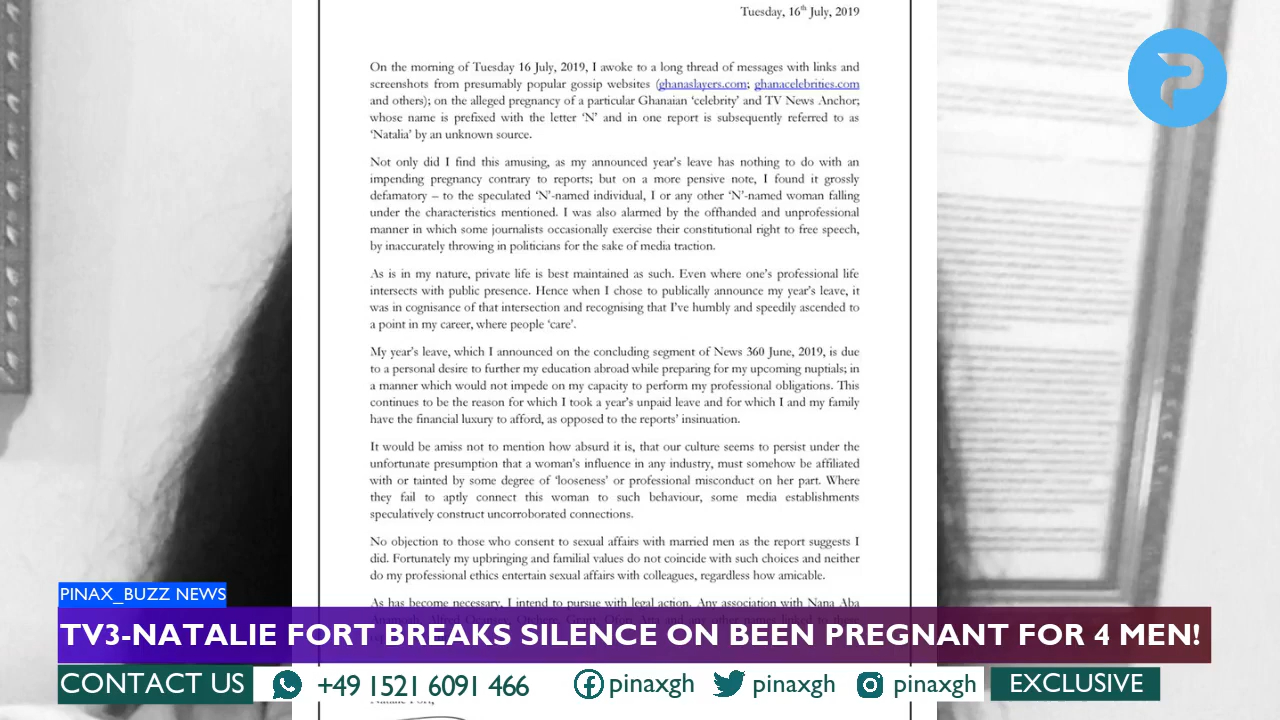 Tuesday, 16th July, 2019
On the morning of Tuesday 16 July, 2019, I awoke to a long thread of messages with links and
screenshots from presumably popular gossip websites (ghanaslayers.com; ghanacelebrities.com
and others); on the alleged pregnancy of a particular Ghanaian ‘celebrity’ and TV News Anchor;
whose name is prefixed with the letter ‘N’ and in one report is subsequently referred to as
‘Natalia’ by an unknown source.
Not only did I find this amusing, as my announced year’s leave has nothing to do with an
impending pregnancy contrary to reports; but on a more pensive note, I found it grossly
defamatory – to the speculated ‘N’-named individual, I or any other ‘N’-named woman falling
under the characteristics mentioned. I was also alarmed by the offhanded and unprofessional
manner in which some journalists occasionally exercise their constitutional right to free speech,
by inaccurately throwing in politicians for the sake of media traction.
As is in my nature, private life is best maintained as such. Even where one’s professional life
intersects with public presence. Hence when I chose to publically announce my year’s leave, it
was in cognisance of that intersection and recognising that I’ve humbly and speedily ascended to
a point in my career, where people ‘care’.
My year’s leave, which I announced on the concluding segment of News 360 June, 2019, is due
to a personal desire to further my education abroad while preparing for my upcoming nuptials; in
a manner which would not impede on my capacity to perform my professional obligations. This
continues to be the reason for which I took a year’s unpaid leave and for which I and my family
have the financial luxury to afford, as opposed to the reports’ insinuation.
It would be amiss not to mention how absurd it is, that our culture seems to persist under the
unfortunate presumption that a woman’s influence in any industry, must somehow be affiliated
with or tainted by some degree of ‘looseness’ or professional misconduct on her part. Where
they fail to aptly connect this woman to such behaviour, some media establishments
speculatively construct uncorroborated connections.
No objection to those who consent to sexual affairs with married men as the report suggests I
did. Fortunately my upbringing and familial values do not coincide with such choices and neither
do my professional ethics entertain sexual affairs with colleagues, regardless how amicable.
As has become necessary, I intend to pursue with legal action. Any association with Nana Aba
PINAX_BUZZ NEWS
TV3-NATALIE FORT BREAKS SILENCE ON BEEN PREGNANT FOR 4 MEN!
CONTACT US +49 1521 6091 466 pinaxgh pinaxgh pinaxgh EXCLUSIVE